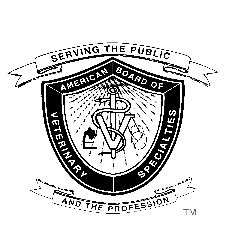 SERVING THE PUBLIC
AMERICAN BOARD OF
VETERINARY
SPECIALTIES
V
AND THE PROFESSION
TM